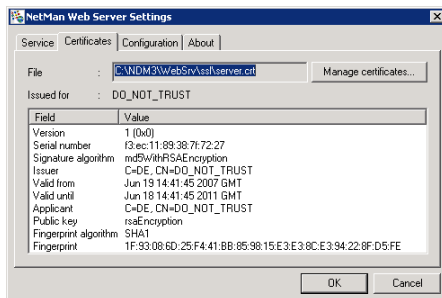 NetMan Web Server Settings
Service Certificates Configuration About
File : C:\NDM3\WebSrv\ssl\server.crt Manage certificates...
Issued for : DO_NOT_TRUST
Field Value
Version 1 (0x0)
Serial number f3:ec:11:89:38:7f:72:27
Signature algorithm md5WithRSAEncryption
Issuer C=DE, CN=DO_NOT_TRUST
Valid from Jun 19 14:41:45 2007 GMT
Valid until Jun 18 14:41:45 2011 GMT
Applicant C=DE, CN=DO_NOT_TRUST
Public key rsaEncryption
Fingerprint algorithm SHA1
Fingerprint 1F:93:08:6D:25:F4:41:BB:85:98:15:E3:E3:8C:E3:94:22:8F:D5:FE
OK Cancel